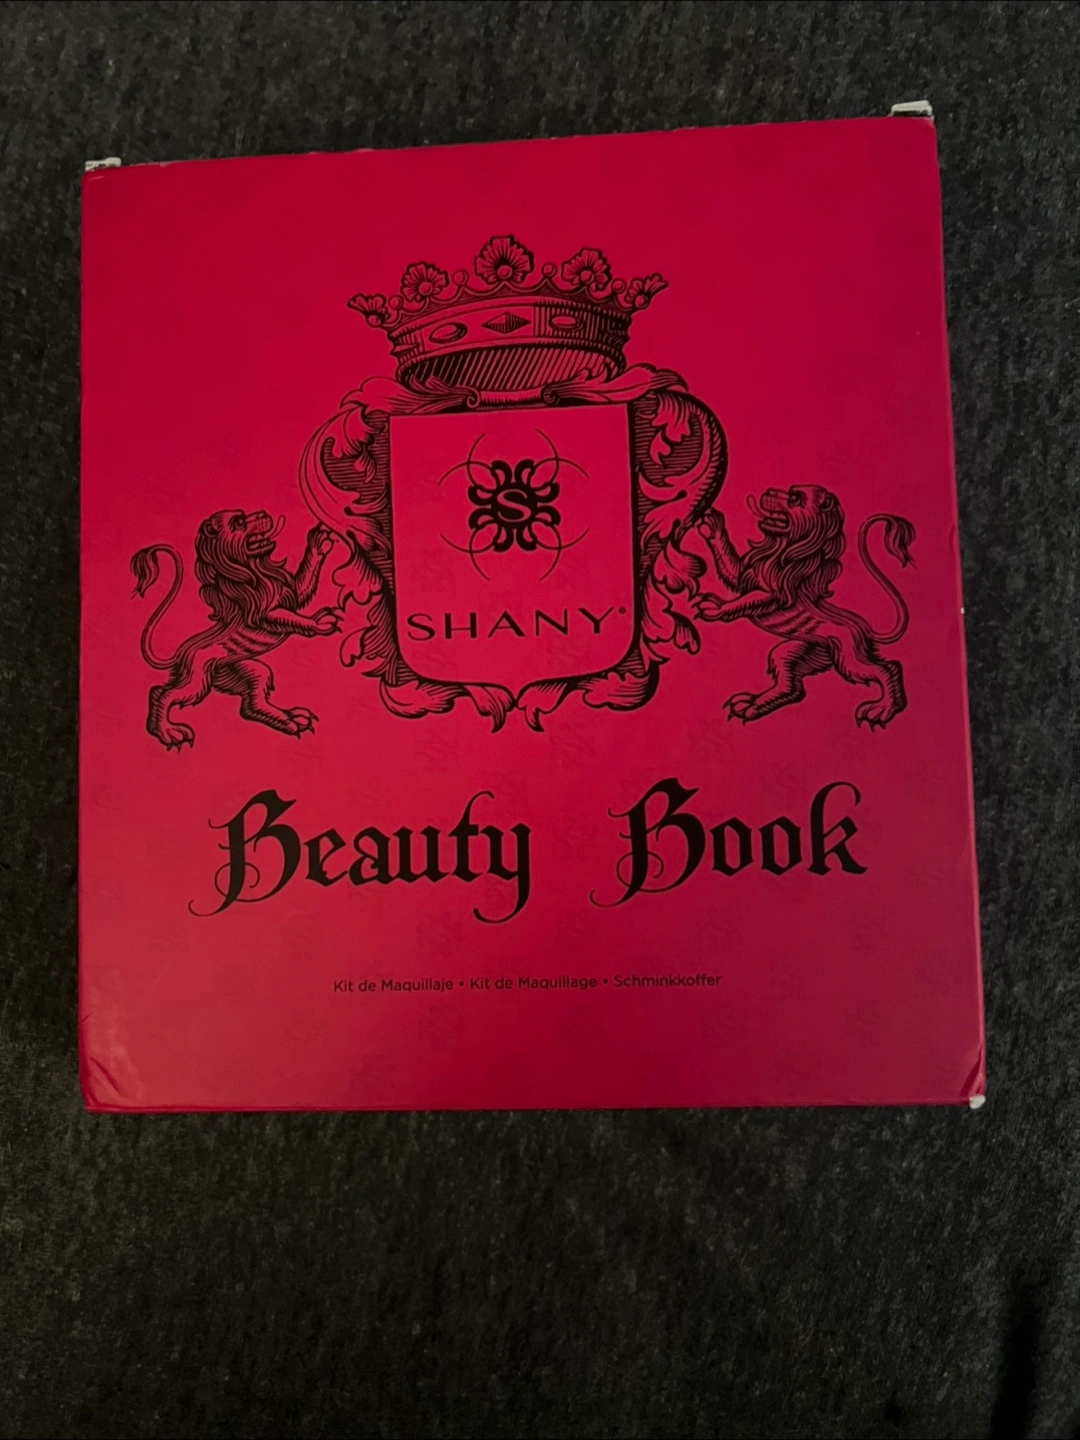 S
SHANY®
Beauty Book
Kit de Maquillaje • Kit de Maquillage • Schminkkoffer